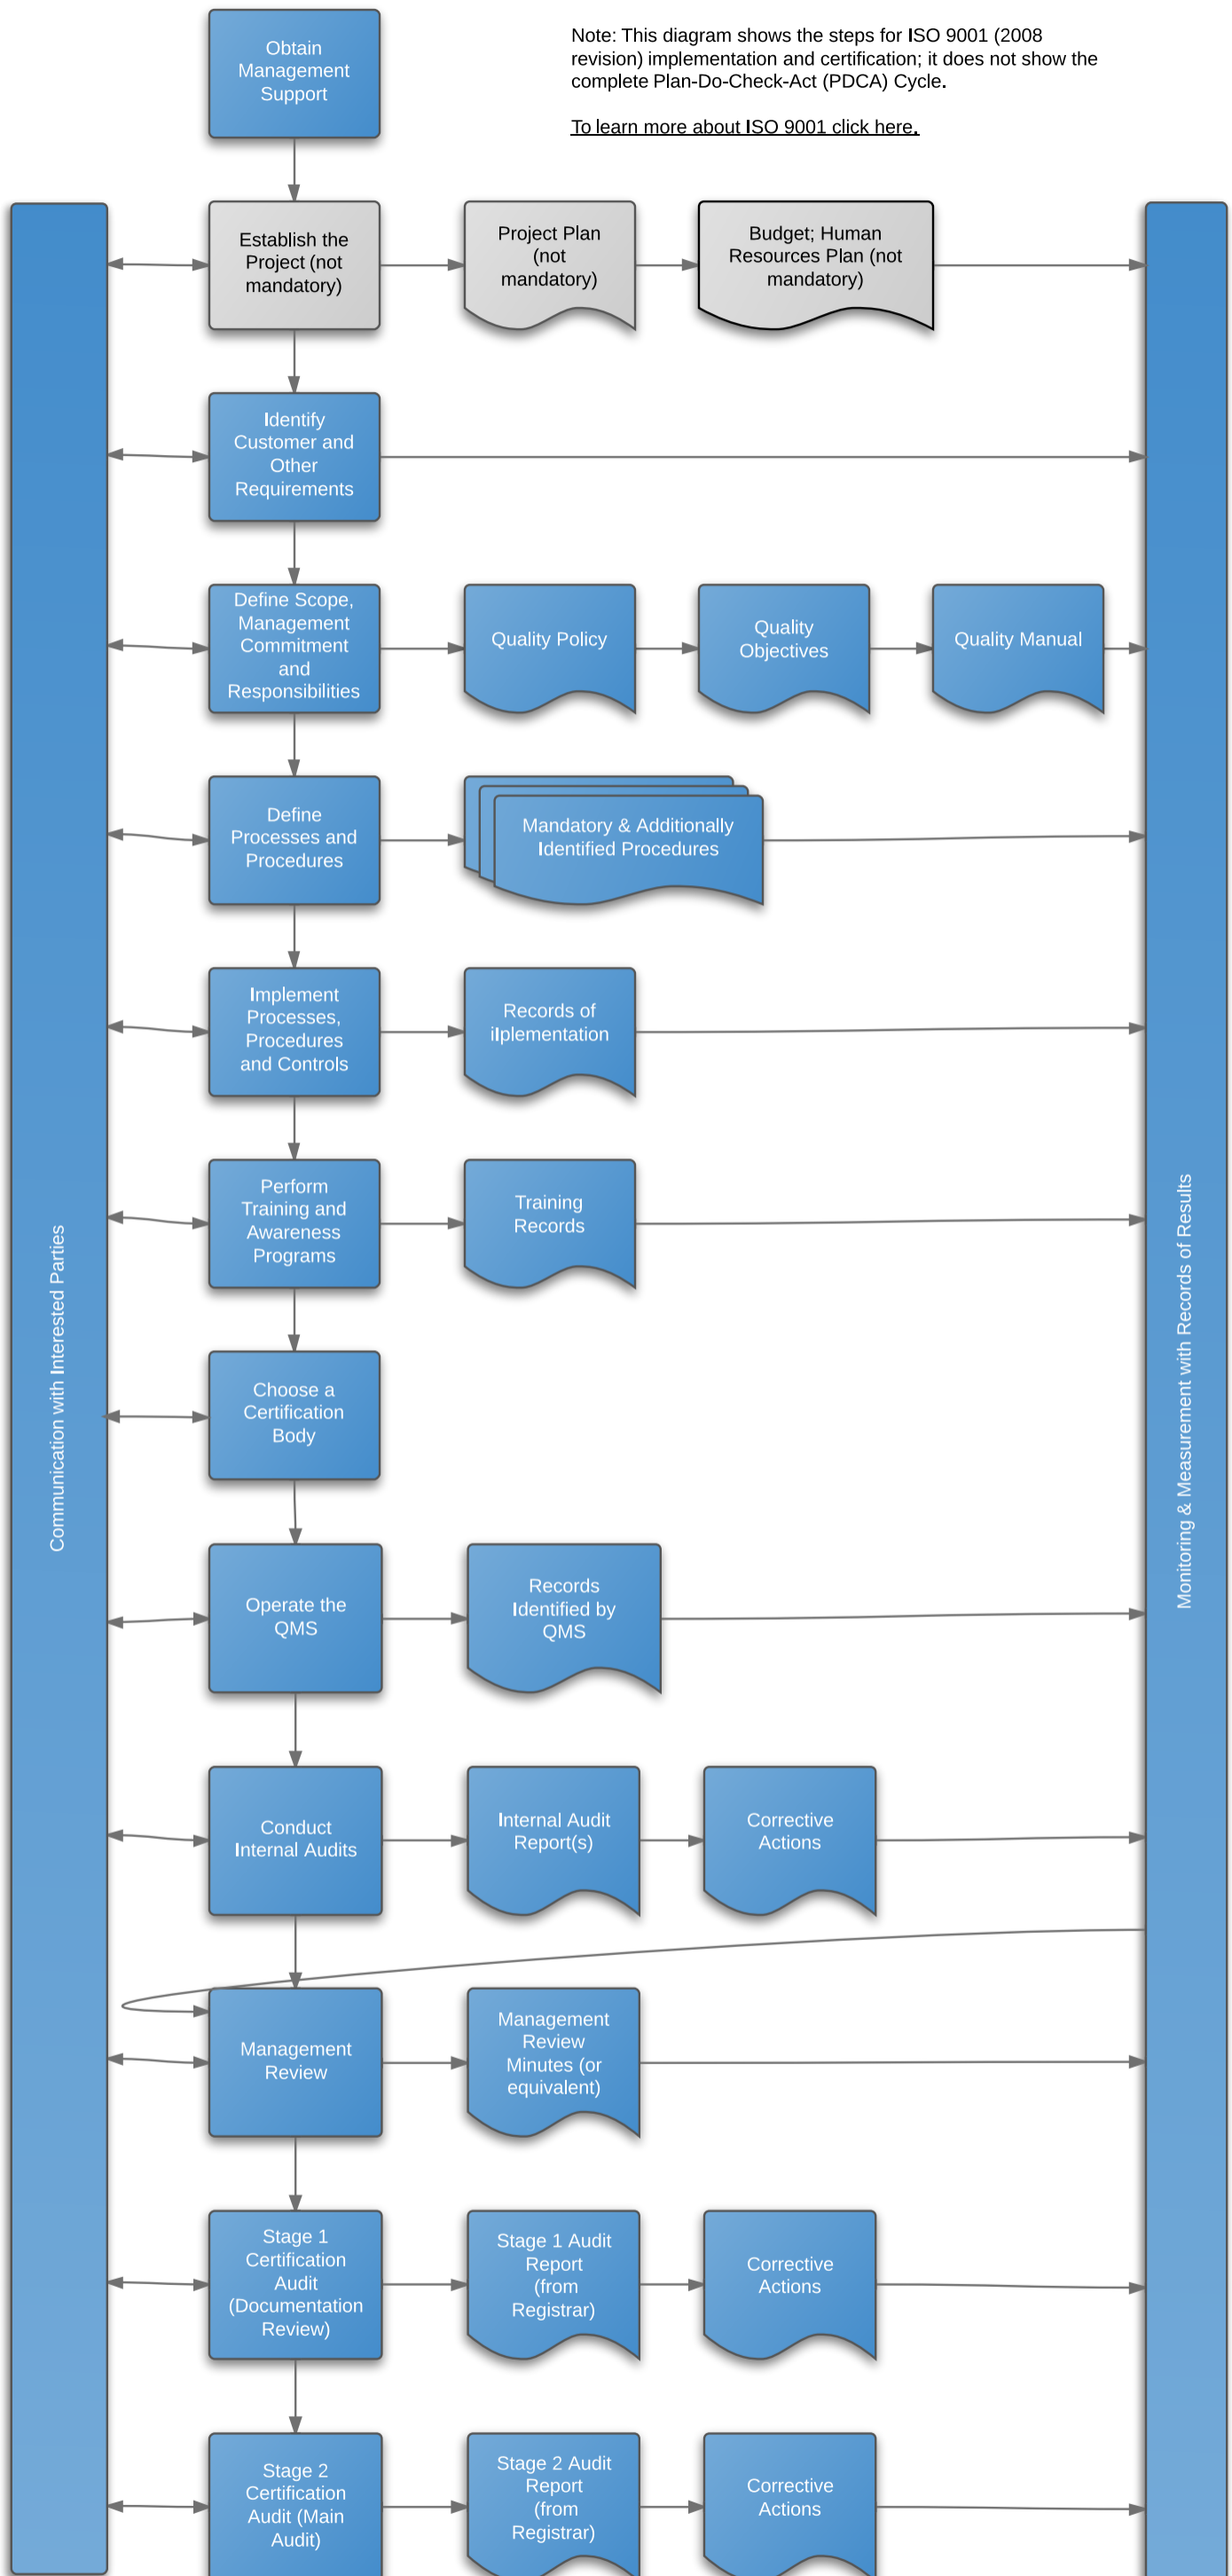 Obtain
Management
Support
Note: This diagram shows the steps for ISO 9001 (2008
revision) implementation and certification; it does not show the
complete Plan-Do-Check-Act (PDCA) Cycle.
To learn more about ISO 9001 click here.
Establish the
Project (not
mandatory)
Project Plan
(not
mandatory)
Budget; Human
Resources Plan (not
mandatory)
Identify
Customer and
Other
Requirements
Define Scope,
Management
Commitment
and
Responsibilities
Quality Policy
Quality
Objectives
Quality Manual
Define
Processes and
Procedures
Mandatory & Additionally
Identified Procedures
Implement
Processes,
Procedures
and Controls
Records of
iIplementation
Perform
Training and
Awareness
Programs
Training
Records
Communication with Interested Parties
Monitoring & Measurement with Records of Results
Choose a
Certification
Body
Operate the
QMS
Records
Identified by
QMS
Conduct
Internal Audits
Internal Audit
Report(s)
Corrective
Actions
Management
Review
Management
Review
Minutes (or
equivalent)
Stage 1
Certification
Audit
(Documentation
Review)
Stage 1 Audit
Report
(from
Registrar)
Corrective
Actions
Stage 2
Certification
Audit (Main
Audit)
Stage 2 Audit
Report
(from
Registrar)
Corrective
Actions